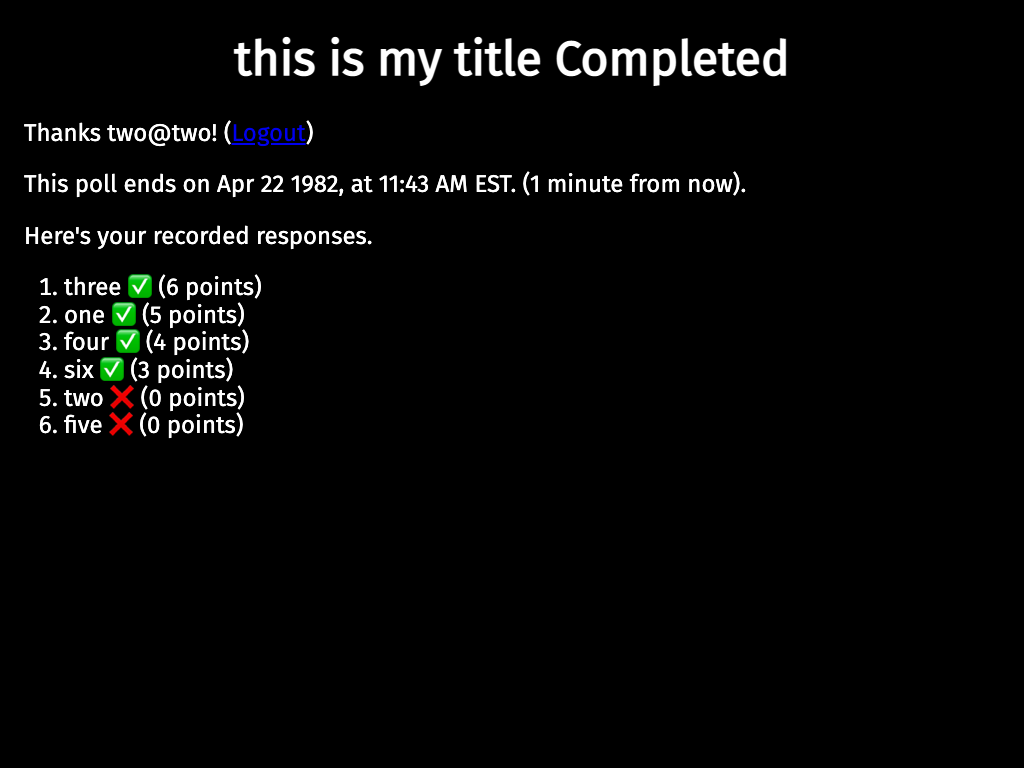 this is my title Completed
Thanks two@two! (Logout)
This poll ends on Apr 22 1982, at 11:43 AM EST. (1 minute from now).
Here's your recorded responses.
1. three ✅ (6 points)
2. one ✅ (5 points)
3. four ✅ (4 points)
4. six ✅ (3 points)
5. two ❌ (0 points)
6. five ❌ (0 points)